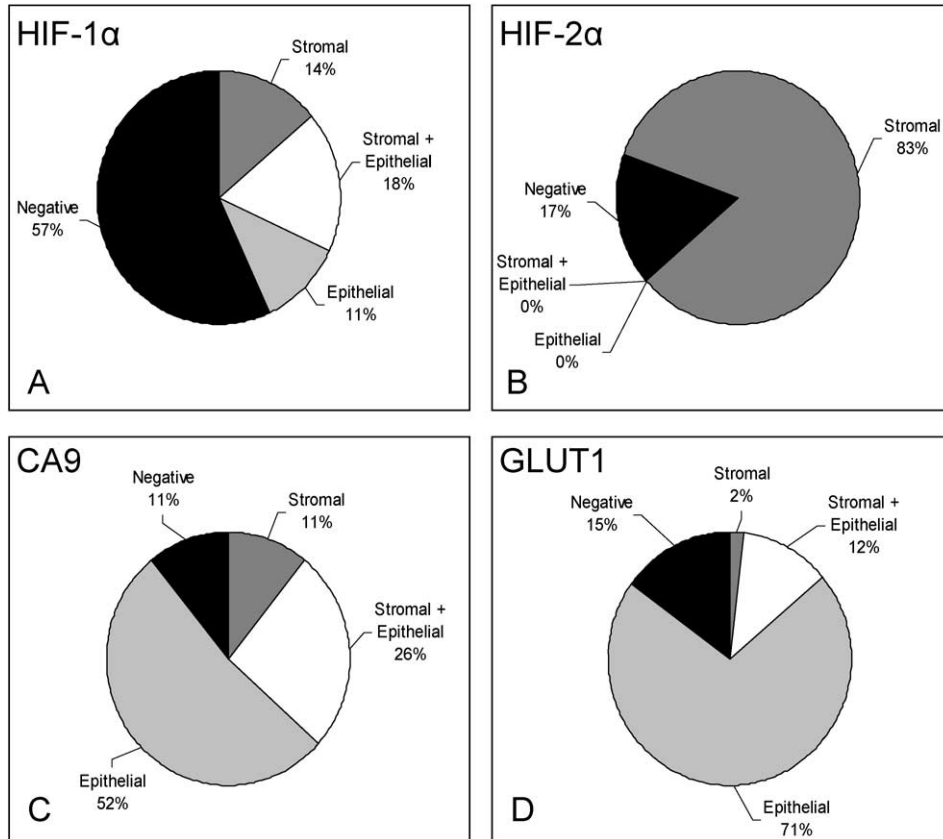 HIF-1α
Stromal
14%
Stromal +
Epithelial
18%
Negative
57%
Epithelial
11%
A
HIF-2α
Stromal
83%
Negative
17%
Stromal +
Epithelial
0%
Epithelial
0%
B
CA9
Negative
11%
Stromal
11%
Stromal +
Epithelial
26%
Epithelial
52%
C
GLUT1
Stromal
2%
Negative
15%
Stromal +
Epithelial
12%
Epithelial
71%
D